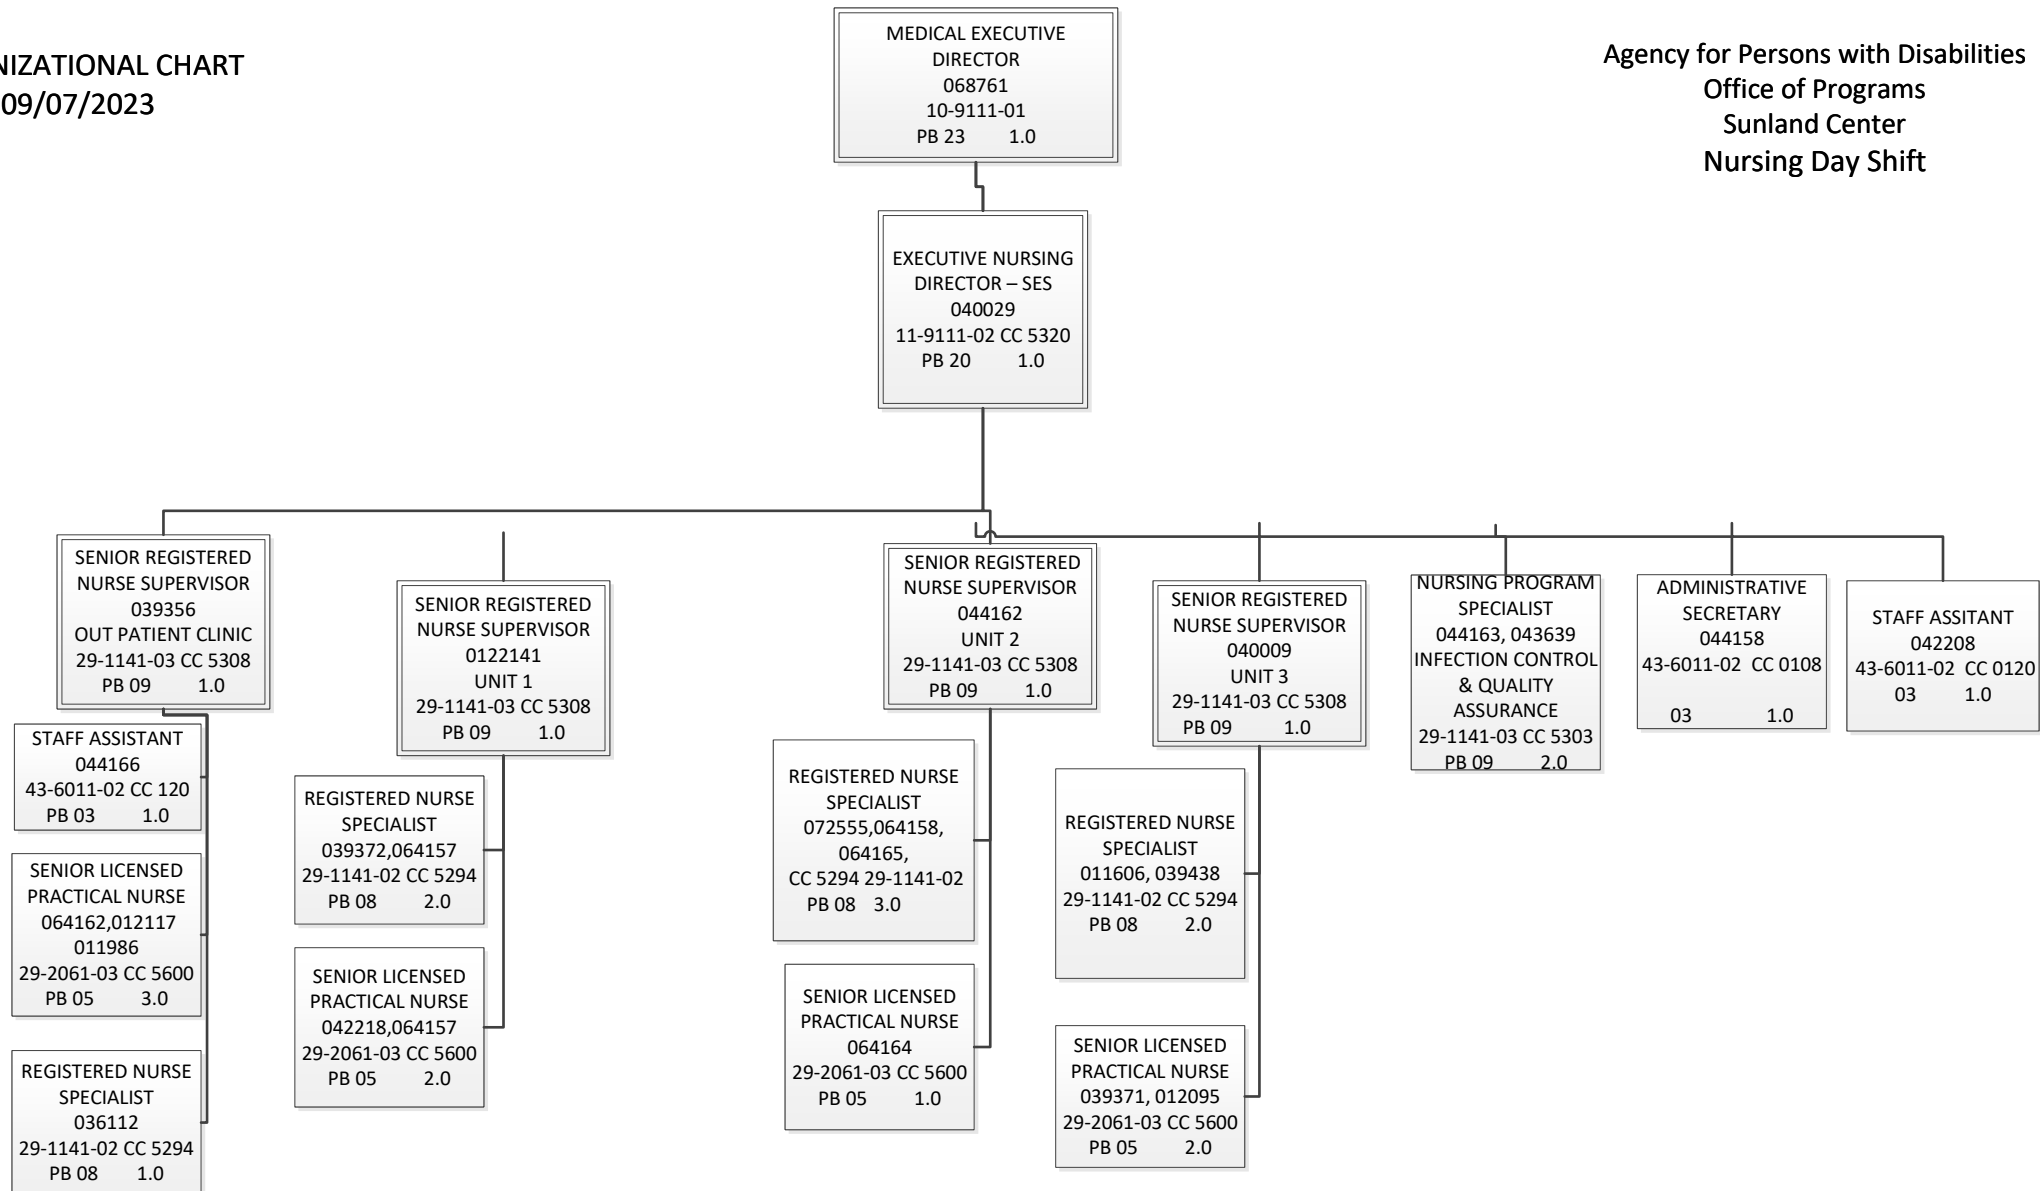 NIZATIONAL CHART
09/07/2023
MEDICAL EXECUTIVE
DIRECTOR
068761
10-9111-01
PB 23 1.0
Agency for Persons with Disabilities
Office of Programs
Sunland Center
Nursing Day Shift
EXECUTIVE NURSING
DIRECTOR – SES
040029
11-9111-02 CC 5320
PB 20 1.0
SENIOR REGISTERED
NURSE SUPERVISOR
039356
OUT PATIENT CLINIC
29-1141-03 CC 5308
PB 09 1.0
STAFF ASSISTANT
044166
43-6011-02 CC 120
PB 03 1.0
SENIOR LICENSED
PRACTICAL NURSE
064162,012117
011986
29-2061-03 CC 5600
PB 05 3.0
REGISTERED NURSE
SPECIALIST
036112
29-1141-02 CC 5294
PB 08 1.0
SENIOR REGISTERED
NURSE SUPERVISOR
0122141
UNIT 1
29-1141-03 CC 5308
PB 09 1.0
REGISTERED NURSE
SPECIALIST
039372,064157
29-1141-02 CC 5294
PB 08 2.0
SENIOR LICENSED
PRACTICAL NURSE
042218,064157
29-2061-03 CC 5600
PB 05 2.0
SENIOR REGISTERED
NURSE SUPERVISOR
044162
UNIT 2
29-1141-03 CC 5308
PB 09 1.0
REGISTERED NURSE
SPECIALIST
072555,064158,
064165,
CC 5294 29-1141-02
PB 08 3.0
SENIOR LICENSED
PRACTICAL NURSE
064164
29-2061-03 CC 5600
PB 05 1.0
SENIOR REGISTERED
NURSE SUPERVISOR
040009
UNIT 3
29-1141-03 CC 5308
PB 09 1.0
REGISTERED NURSE
SPECIALIST
011606, 039438
29-1141-02 CC 5294
PB 08 2.0
SENIOR LICENSED
PRACTICAL NURSE
039371, 012095
29-2061-03 CC 5600
PB 05 2.0
NURSING PROGRAM
SPECIALIST
044163, 043639
INFECTION CONTROL
& QUALITY
ASSURANCE
29-1141-03 CC 5303
PB 09 2.0
ADMINISTRATIVE
SECRETARY
044158
43-6011-02 CC 0108
03 1.0
STAFF ASSITANT
042208
43-6011-02 CC 0120
03 1.0